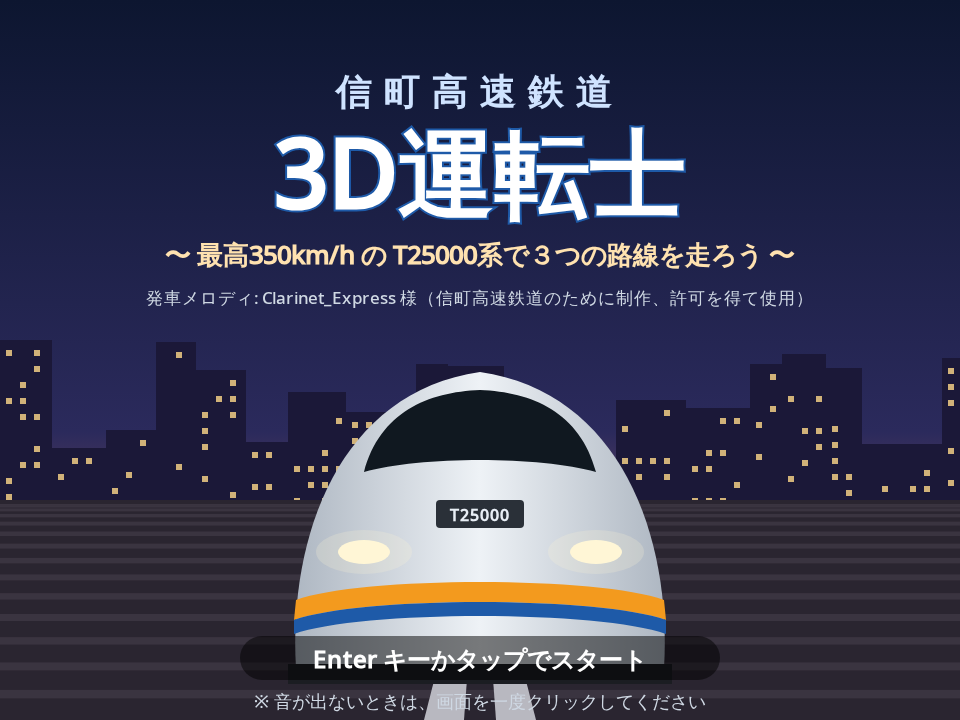 信町高速鉄道
3D運転士
〜 最高350km/h の T25000系で３つの路線を走ろう 〜
発車メロディ: Clarinet_Express 様（信町高速鉄道のために制作、許可を得て使用）
T25000
Enter キーかタップでスタート
※ 音が出ないときは、画面を一度クリックしてください